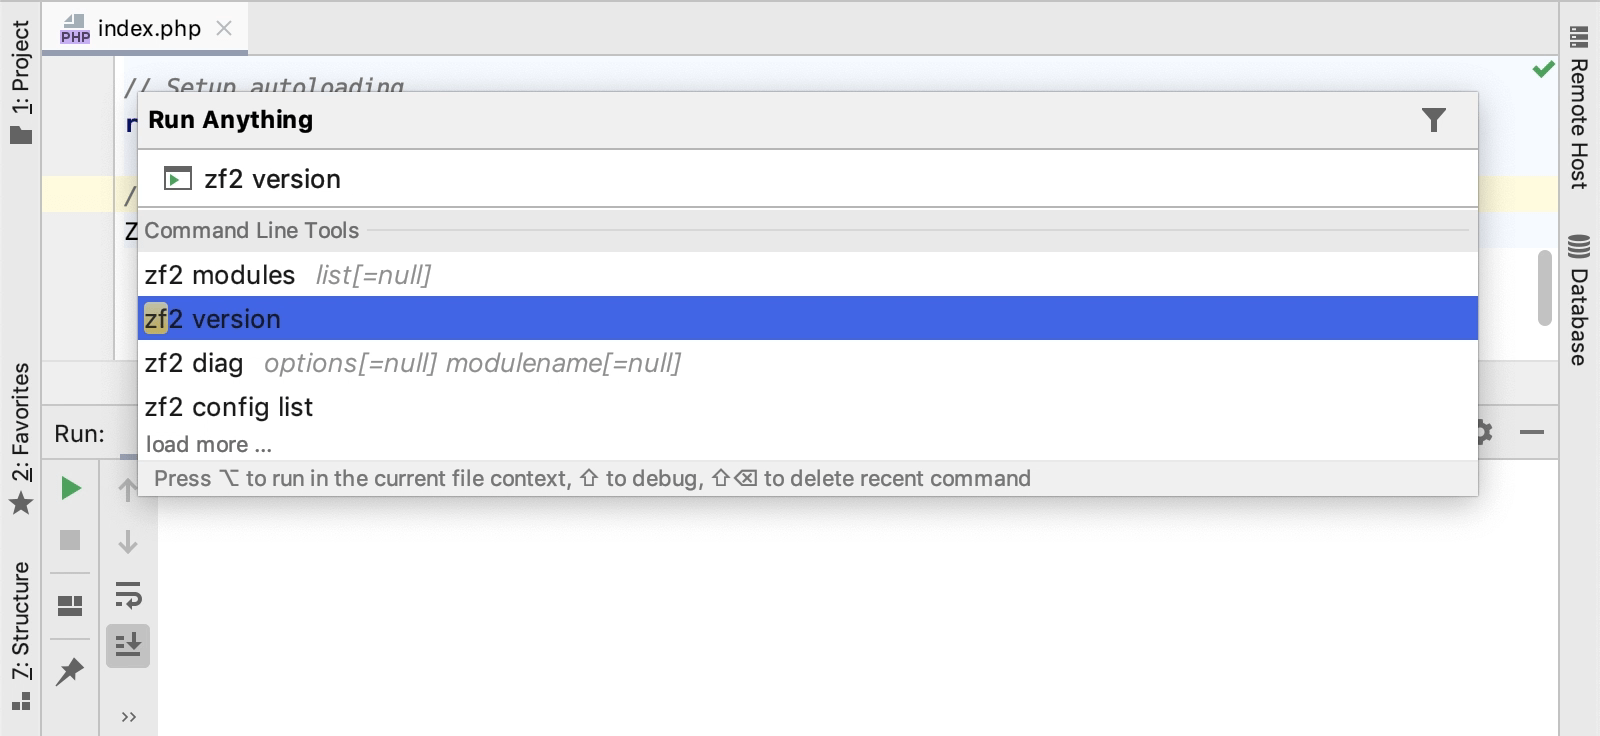 1: Project
PHP index.php
// Setup autoloading
r
Run Anything
zf2 version
/
Z
Command Line Tools
zf2 modules list[=null]
zf2 version
zf2 diag options[=null] modulename[=null]
zf2 config list
load more ...
Press ⌥ to run in the current file context, ⇧ to debug, ⇧⌫ to delete recent command
2: Favorites
Run:
7: Structure
Remote Host
Database